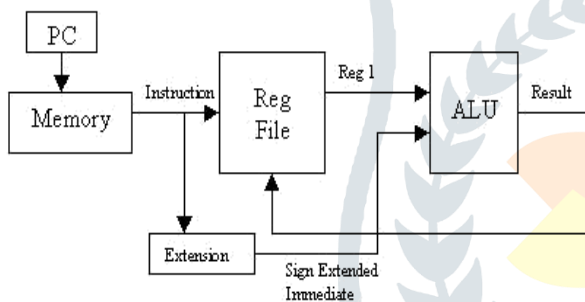 PC
Memory
Instruction
Reg
File
Reg 1
ALU
Result
Extension
Sign Extended
Immediate